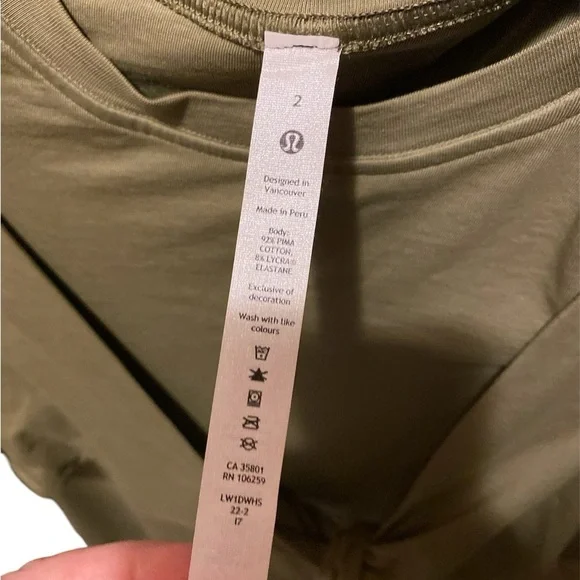 2
Designed in
Vancouver
Made in Peru
Body:
92% PIMA
COTTON,
8% LYCRA®
ELASTANE
Exclusive of
decoration
Wash with like
colours
CA 35801
RN 106259
LW1DWHS
22-2
I7